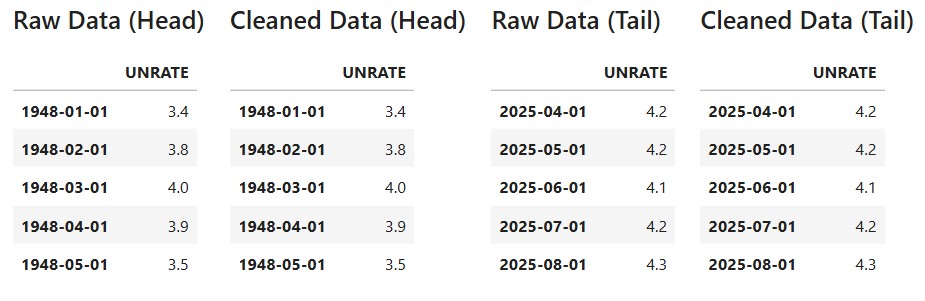 Raw Data (Head) Cleaned Data (Head) Raw Data (Tail) Cleaned Data (Tail)
UNRATE UNRATE UNRATE UNRATE
1948-01-01 3.4 1948-01-01 3.4 2025-04-01 4.2 2025-04-01 4.2
1948-02-01 3.8 1948-02-01 3.8 2025-05-01 4.2 2025-05-01 4.2
1948-03-01 4.0 1948-03-01 4.0 2025-06-01 4.1 2025-06-01 4.1
1948-04-01 3.9 1948-04-01 3.9 2025-07-01 4.2 2025-07-01 4.2
1948-05-01 3.5 1948-05-01 3.5 2025-08-01 4.3 2025-08-01 4.3